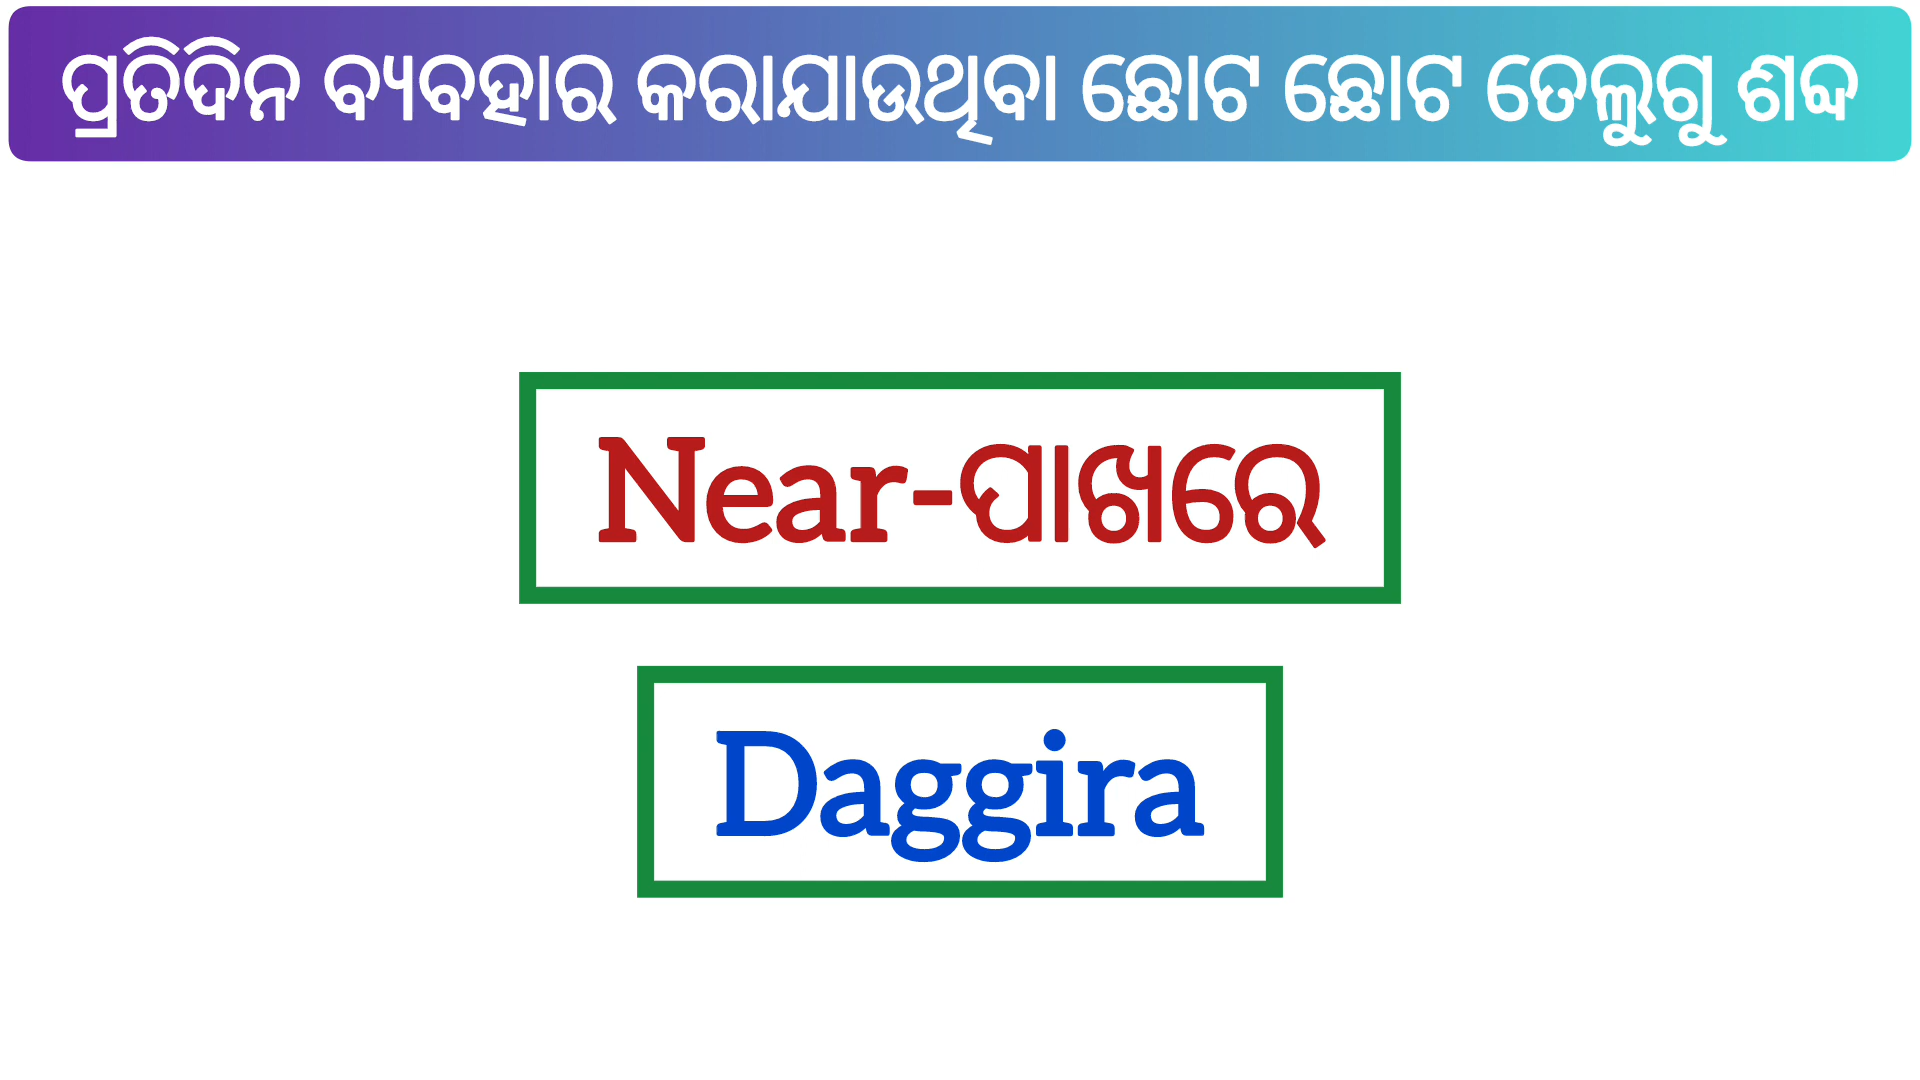 ପ୍ରତିଦିନ ବ୍ୟବହାର କରାଯାଉଥିବା ଛୋଟ ଛୋଟ ତେଲୁଗୁ ଶବ୍ଦ
Near-ପାଖରେ
Daggira